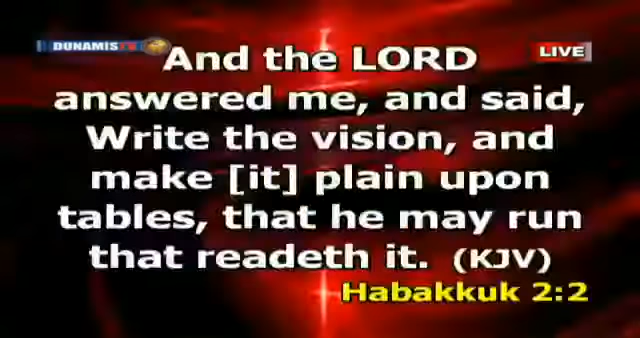 DUNAMIS TV
LIVE
And the LORD
answered me, and said,
Write the vision, and
make [it] plain upon
tables, that he may run
that readeth it. (KJV)
Habakkuk 2:2